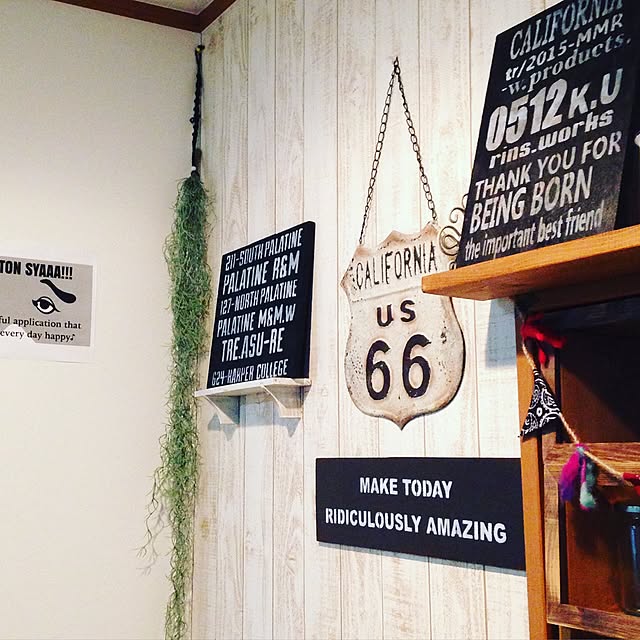 TON SYAAA!!!
ful application that
every day happy♪
211-SOUTH PALATINE
PALATINE R&M
127-NORTH PALATINE
PALATINE M&M.W
TRE.ASU-RE
624-HARPER COLLEGE
CALIFORNIA
US
66
MAKE TODAY
RIDICULOUSLY AMAZING
CALIFORNIA
tr/2015-MMR
-w.products.
0512 K.U
rins.works
THANK YOU FOR
BEING BORN
the important best friend